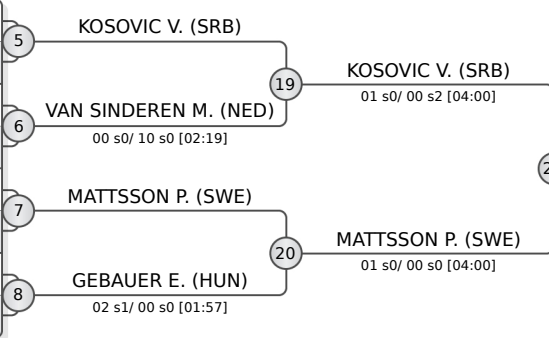 5
KOSOVIC V. (SRB)
19
KOSOVIC V. (SRB)
01 s0/ 00 s2 [04:00]
6
VAN SINDEREN M. (NED)
00 s0/ 10 s0 [02:19]
7
MATTSSON P. (SWE)
20
MATTSSON P. (SWE)
01 s0/ 00 s0 [04:00]
8
GEBAUER E. (HUN)
02 s1/ 00 s0 [01:57]